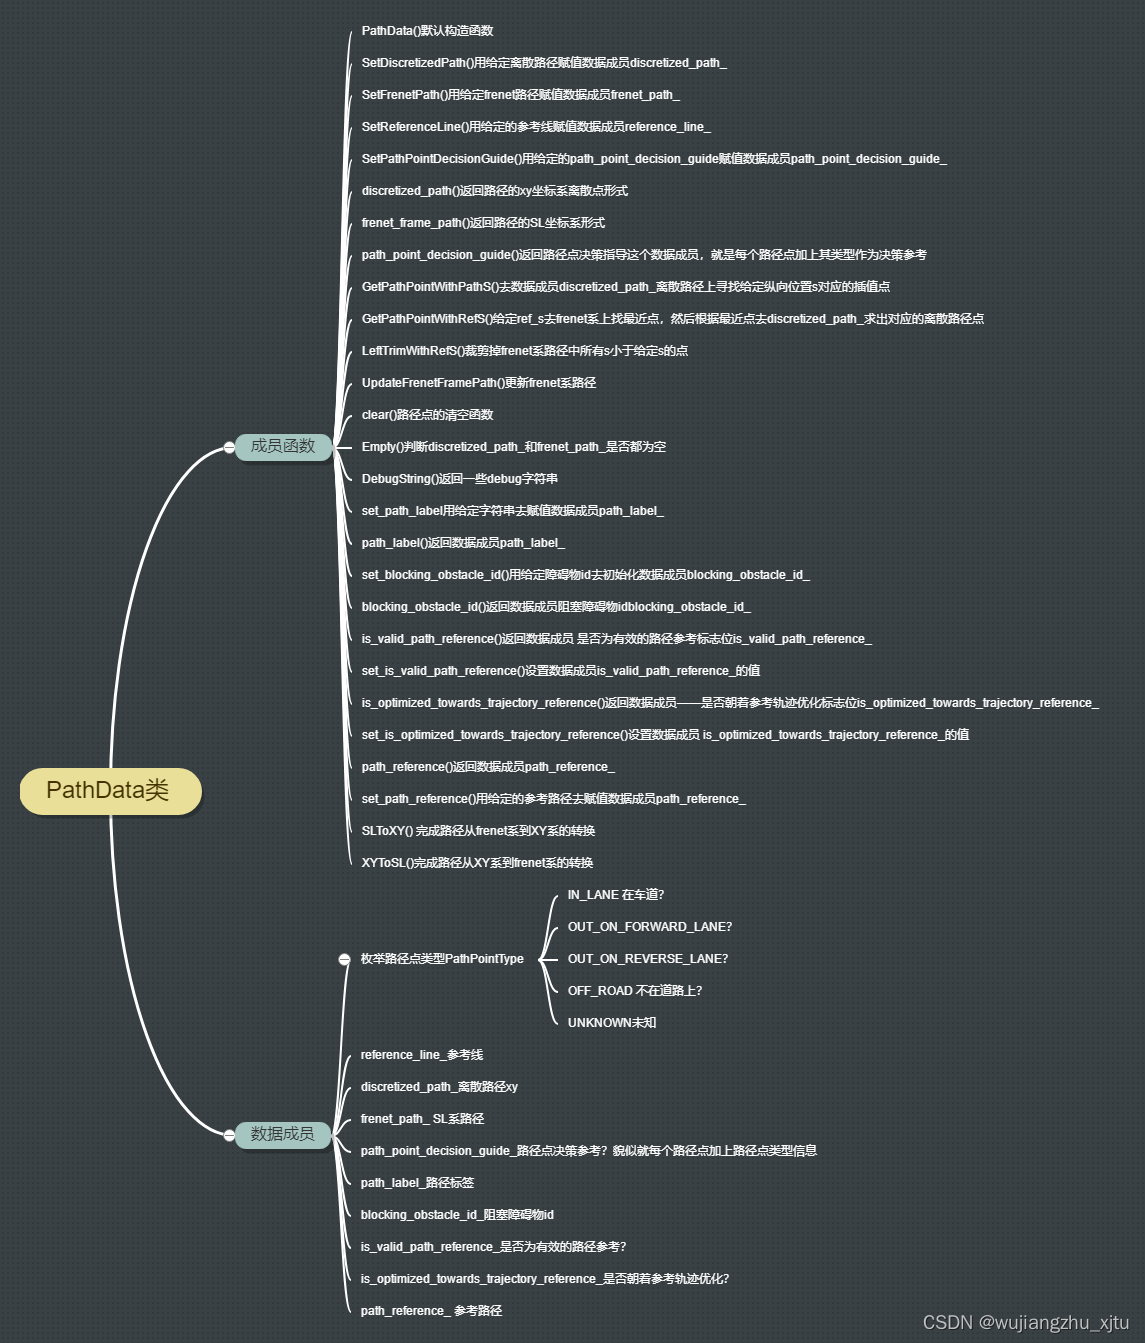 PathData()默认构造函数
SetDiscretizedPath()用给定离散路径赋值数据成员discretized_path_
SetFrenetPath()用给定frenet路径赋值数据成员frenet_path_
SetReferenceLine()用给定的参考线赋值数据成员reference_line_
SetPathPointDecisionGuide()用给定的path_point_decision_guide赋值数据成员path_point_decision_guide_
discretized_path()返回路径的xy坐标系离散点形式
frenet_frame_path()返回路径的SL坐标系形式
path_point_decision_guide()返回路径点决策指导这个数据成员，就是每个路径点加上其类型作为决策参考
GetPathPointWithPathS()去数据成员discretized_path_离散路径上寻找给定纵向位置s对应的插值点
GetPathPointWithRefS()给定ref_s去frenet系上找最近点，然后根据最近点去discretized_path_求出对应的离散路径点
LeftTrimWithRefS()裁剪掉frenet系路径中所有s小于给定s的点
UpdateFrenetFramePath()更新frenet系路径
clear()路径点的清空函数
成员函数
Empty()判断discretized_path_和frenet_path_是否都为空
DebugString()返回一些debug字符串
set_path_label用给定字符串去赋值数据成员path_label_
path_label()返回数据成员path_label_
set_blocking_obstacle_id()用给定障碍物id去初始化数据成员blocking_obstacle_id_
blocking_obstacle_id()返回数据成员阻塞障碍物idblocking_obstacle_id_
is_valid_path_reference()返回数据成员 是否为有效的路径参考标志位is_valid_path_reference_
set_is_valid_path_reference()设置数据成员is_valid_path_reference_的值
is_optimized_towards_trajectory_reference()返回数据成员——是否朝着参考轨迹优化标志位is_optimized_towards_trajectory_reference_
set_is_optimized_towards_trajectory_reference()设置数据成员 is_optimized_towards_trajectory_reference_的值
path_reference()返回数据成员path_reference_
PathData类
set_path_reference()用给定的参考路径去赋值数据成员path_reference_
SLToXY() 完成路径从frenet系到XY系的转换
XYToSL()完成路径从XY系到frenet系的转换
IN_LANE 在车道？
OUT_ON_FORWARD_LANE？
枚举路径点类型PathPointType
OUT_ON_REVERSE_LANE？
OFF_ROAD 不在道路上？
UNKNOWN未知
reference_line_参考线
discretized_path_离散路径xy
frenet_path_ SL系路径
数据成员
path_point_decision_guide_路径点决策参考？貌似就每个路径点加上路径点类型信息
path_label_路径标签
blocking_obstacle_id_阻塞障碍物id
is_valid_path_reference_是否为有效的路径参考？
is_optimized_towards_trajectory_reference_是否朝着参考轨迹优化？
path_reference_ 参考路径
CSDN @wujiangzhu_xjtu